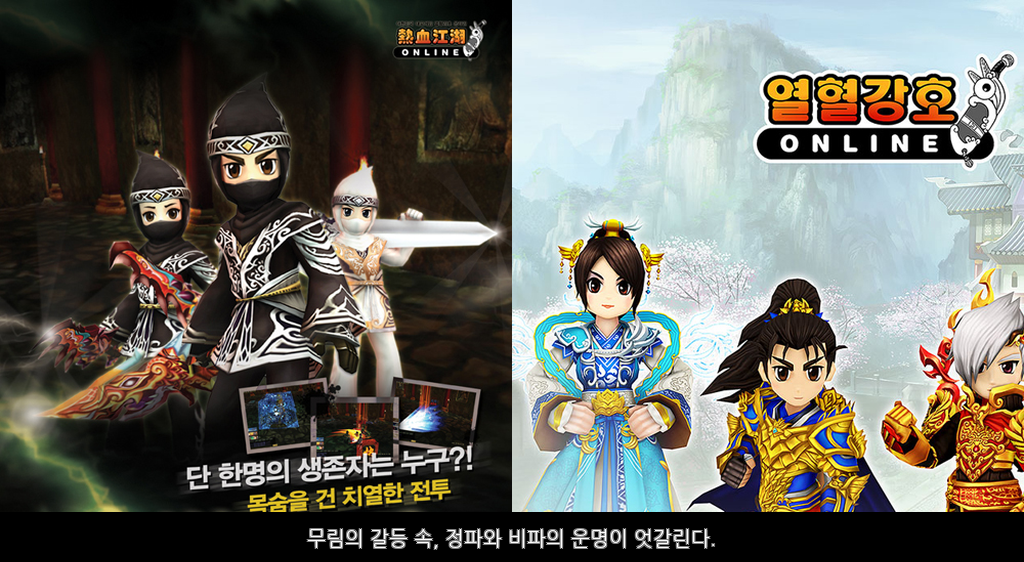 熱血江湖
ONLINE
단 한명의 생존자는 누구?!
목숨을 건 치열한 전투
열혈강호
ONLINE
무림의 갈등 속, 정파와 비파의 운명이 엇갈린다.